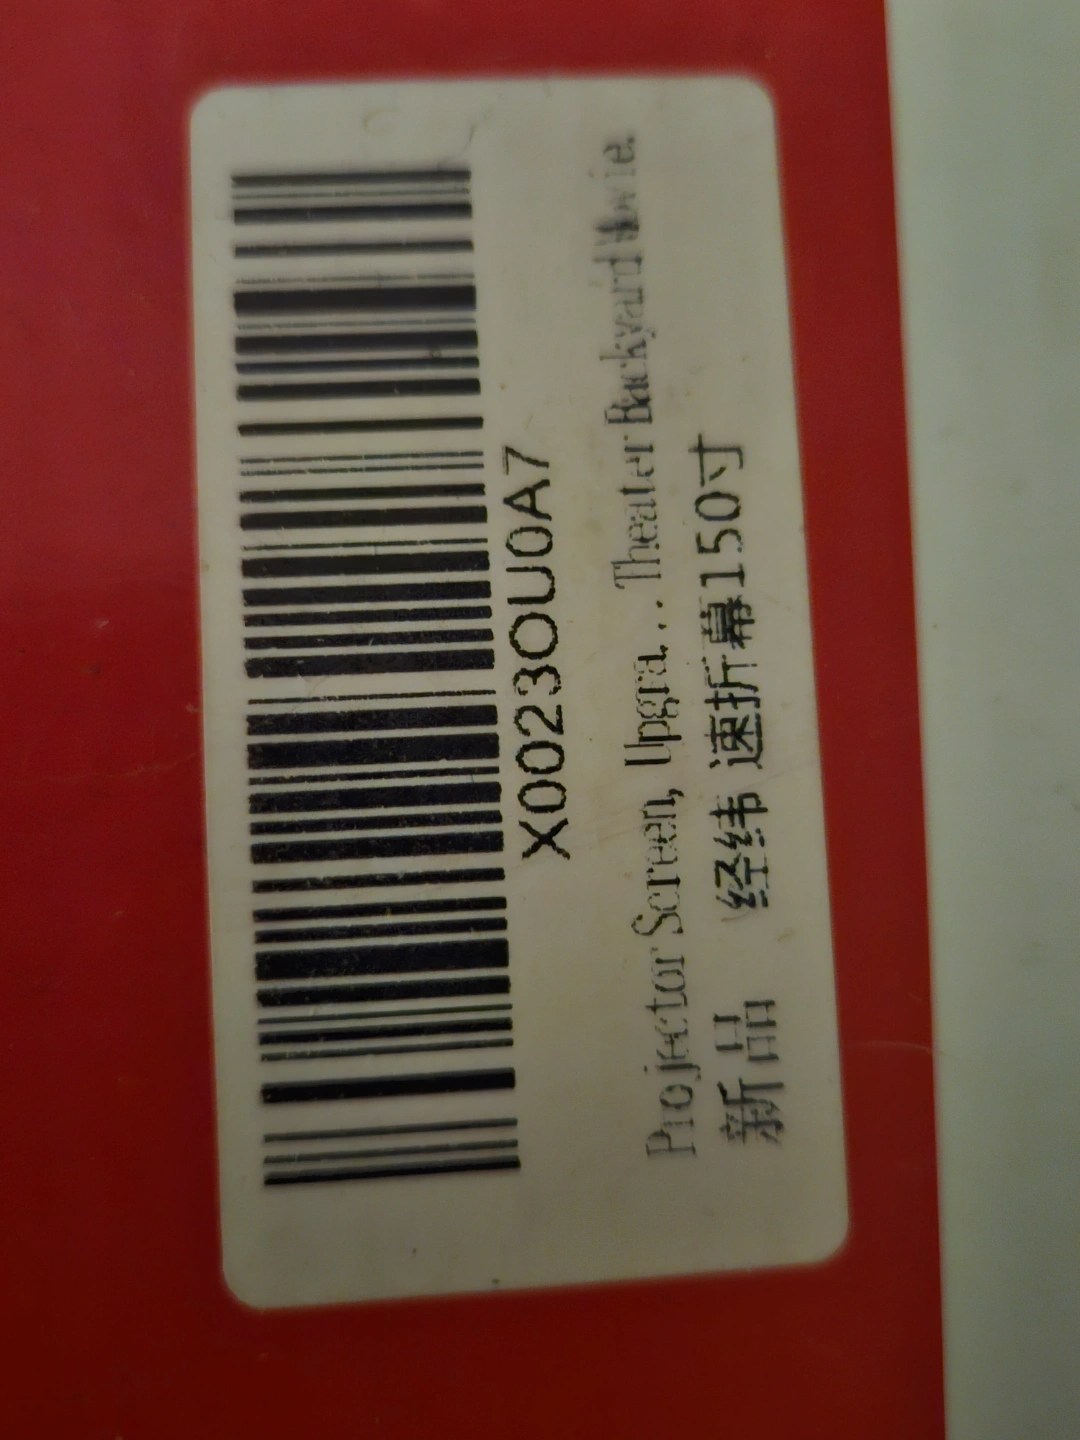 X0023OU0A7
Projector Screen, Upgra...Theater Backyard Movie.
新品 经纬 速折幕150寸